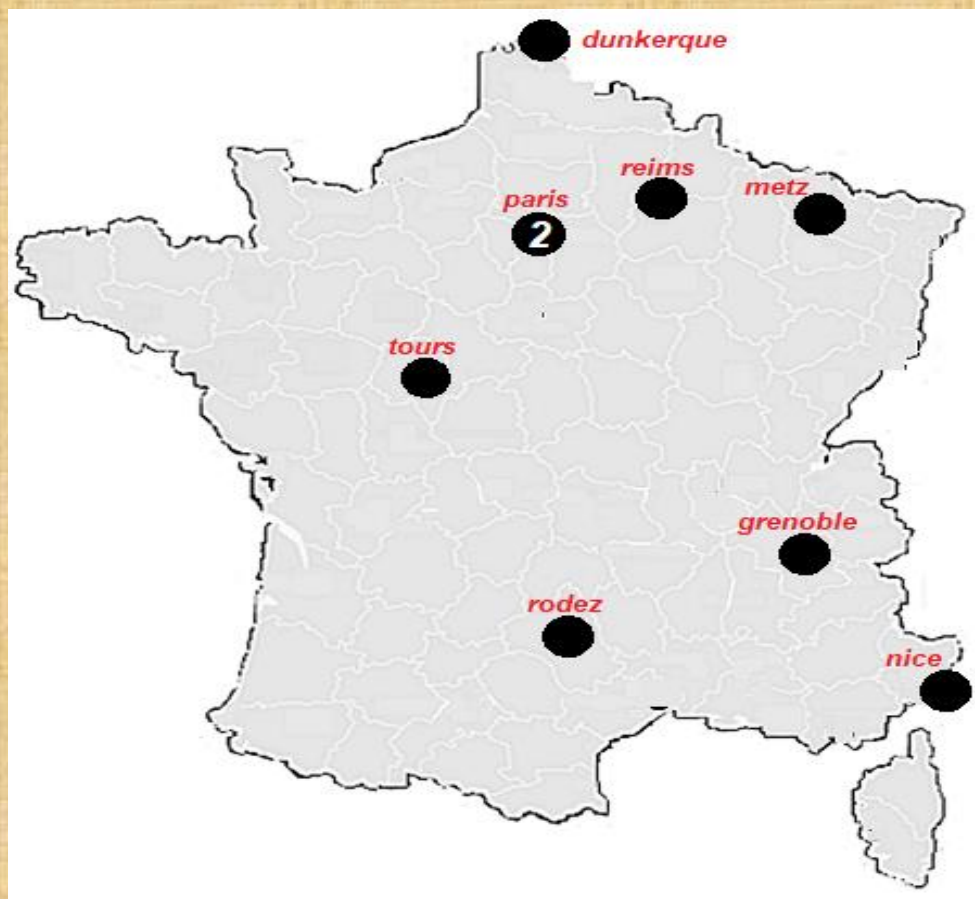 dunkerque
reims
metz
paris
2
tours
grenoble
rodez
nice